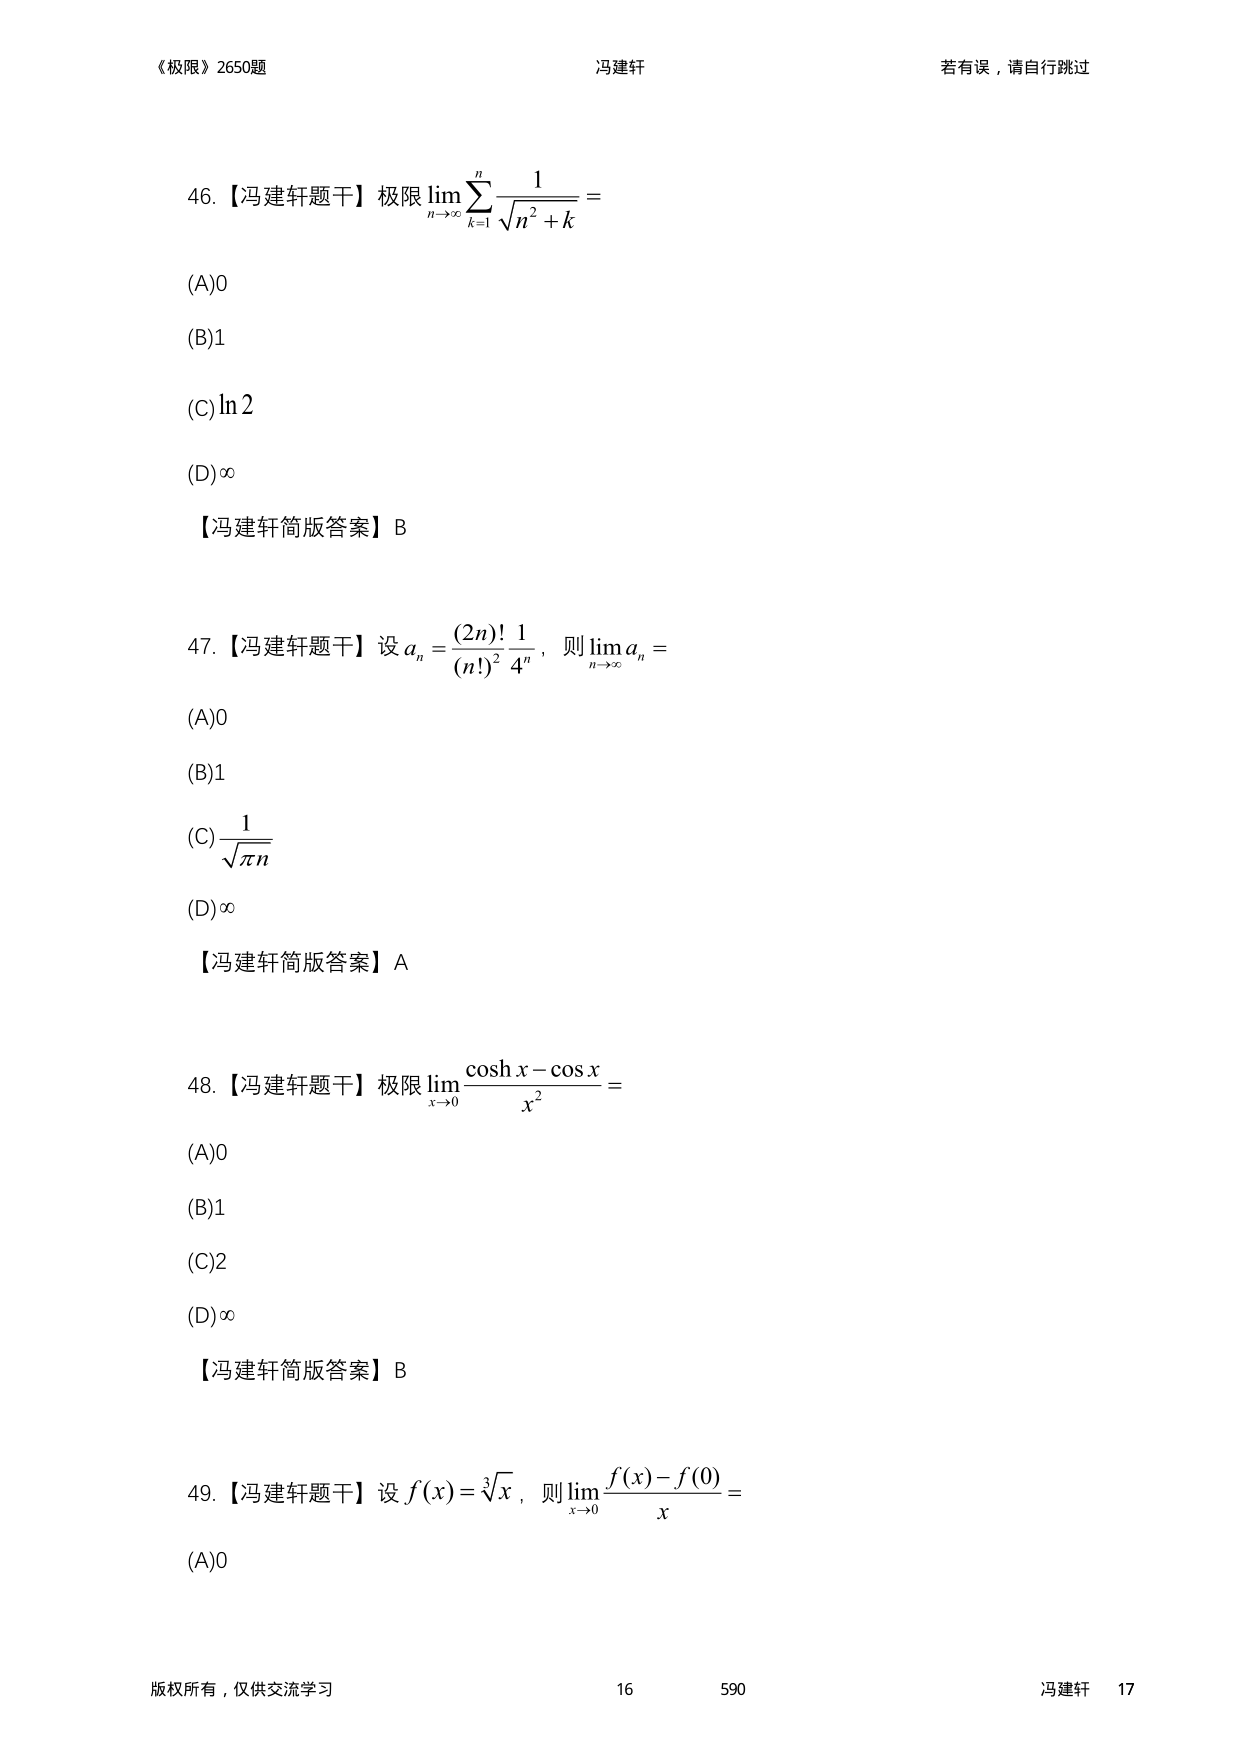 《极限》2650题 冯建轩 若有误，请自行跳过
46.【冯建轩题干】极限 $\lim_{n\to\infty}\sum_{k=1}^{n}\frac{1}{\sqrt{n^2+k}}=$
(A)0
(B)1
(C) ln 2
(D)∞
【冯建轩简版答案】B
47.【冯建轩题干】设 $a_n=\frac{(2n)!}{(n!)^2}\frac{1}{4^n}$，则 $\lim_{n\to\infty}a_n=$
(A)0
(B)1
(C) $\frac{1}{\sqrt{\pi n}}$
(D)∞
【冯建轩简版答案】A
48.【冯建轩题干】极限 $\lim_{x\to 0}\frac{\cosh x-\cos x}{x^2}=$
(A)0
(B)1
(C)2
(D)∞
【冯建轩简版答案】B
49.【冯建轩题干】设 $f(x)=\sqrt[3]{x}$，则 $\lim_{x\to 0}\frac{f(x)-f(0)}{x}=$
(A)0
版权所有，仅供交流学习 16 590 冯建轩 17